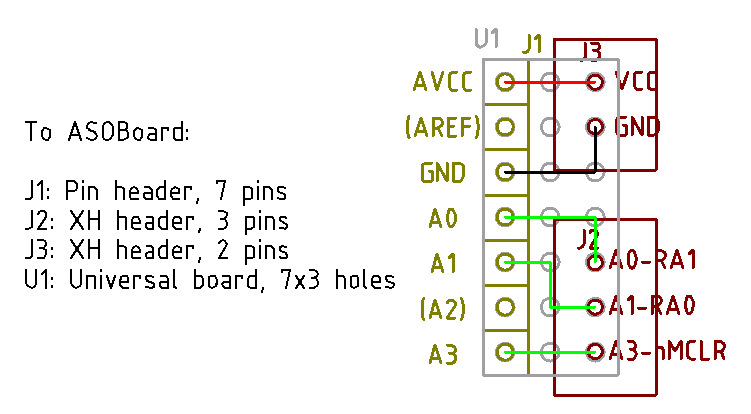 U1
J1
J3
AVCC
VCC
To ASOBoard:
(AREF)
GND
GND
J1: Pin header, 7 pins
J2: XH header, 3 pins
J3: XH header, 2 pins
U1: Universal board, 7x3 holes
A0
J2
A1
A0-RA1
(A2)
A1-RA0
A3
A3-nMCLR